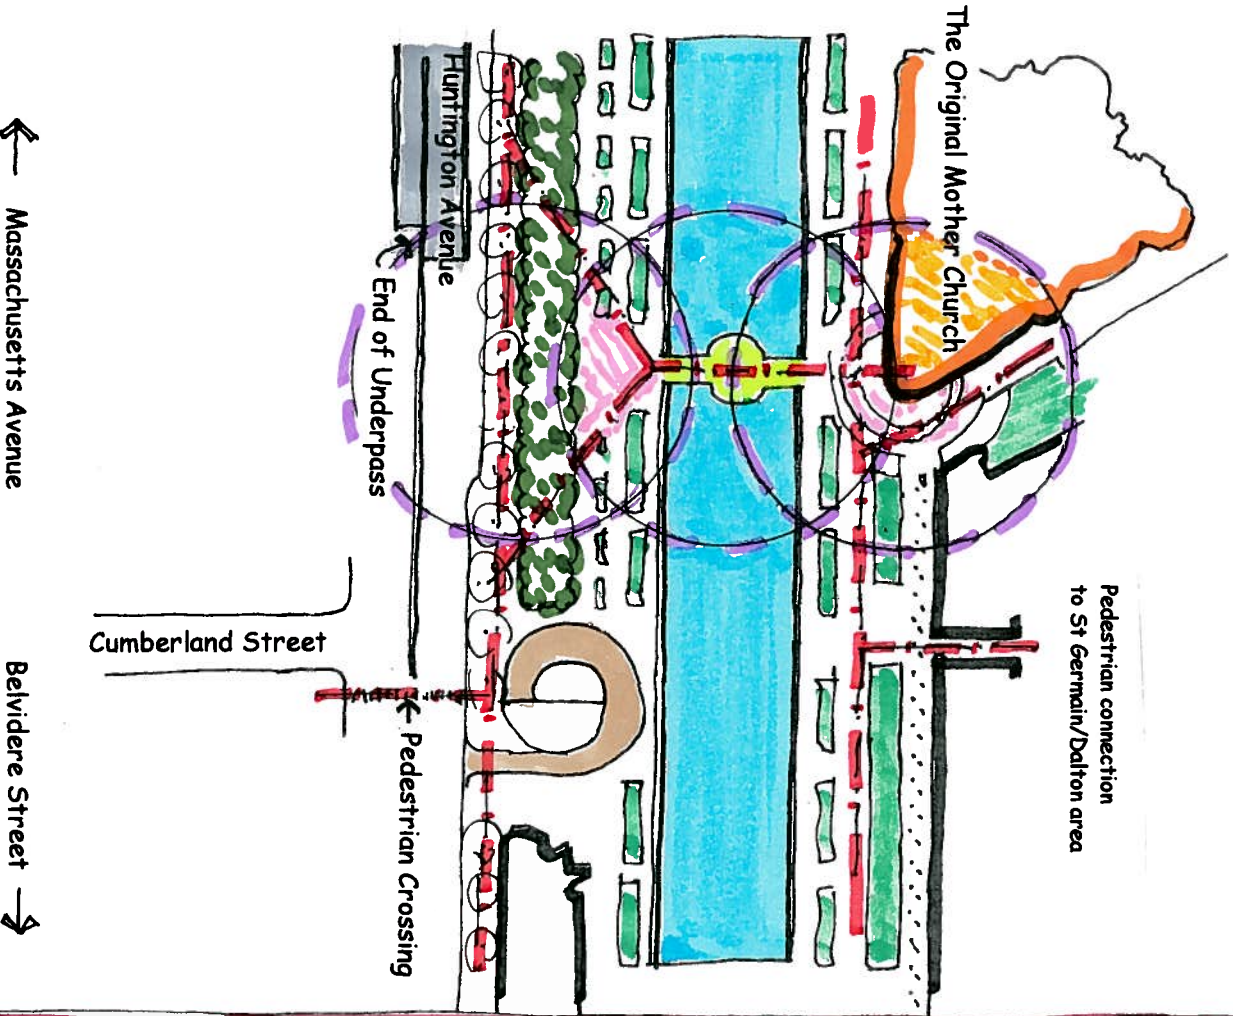 The Original Mother Church
Huntington Avenue
End of Underpass
Massachusetts Avenue
Cumberland Street
Belvidere Street
Pedestrian Crossing
Pedestrian connection
to St Germain/Dalton area